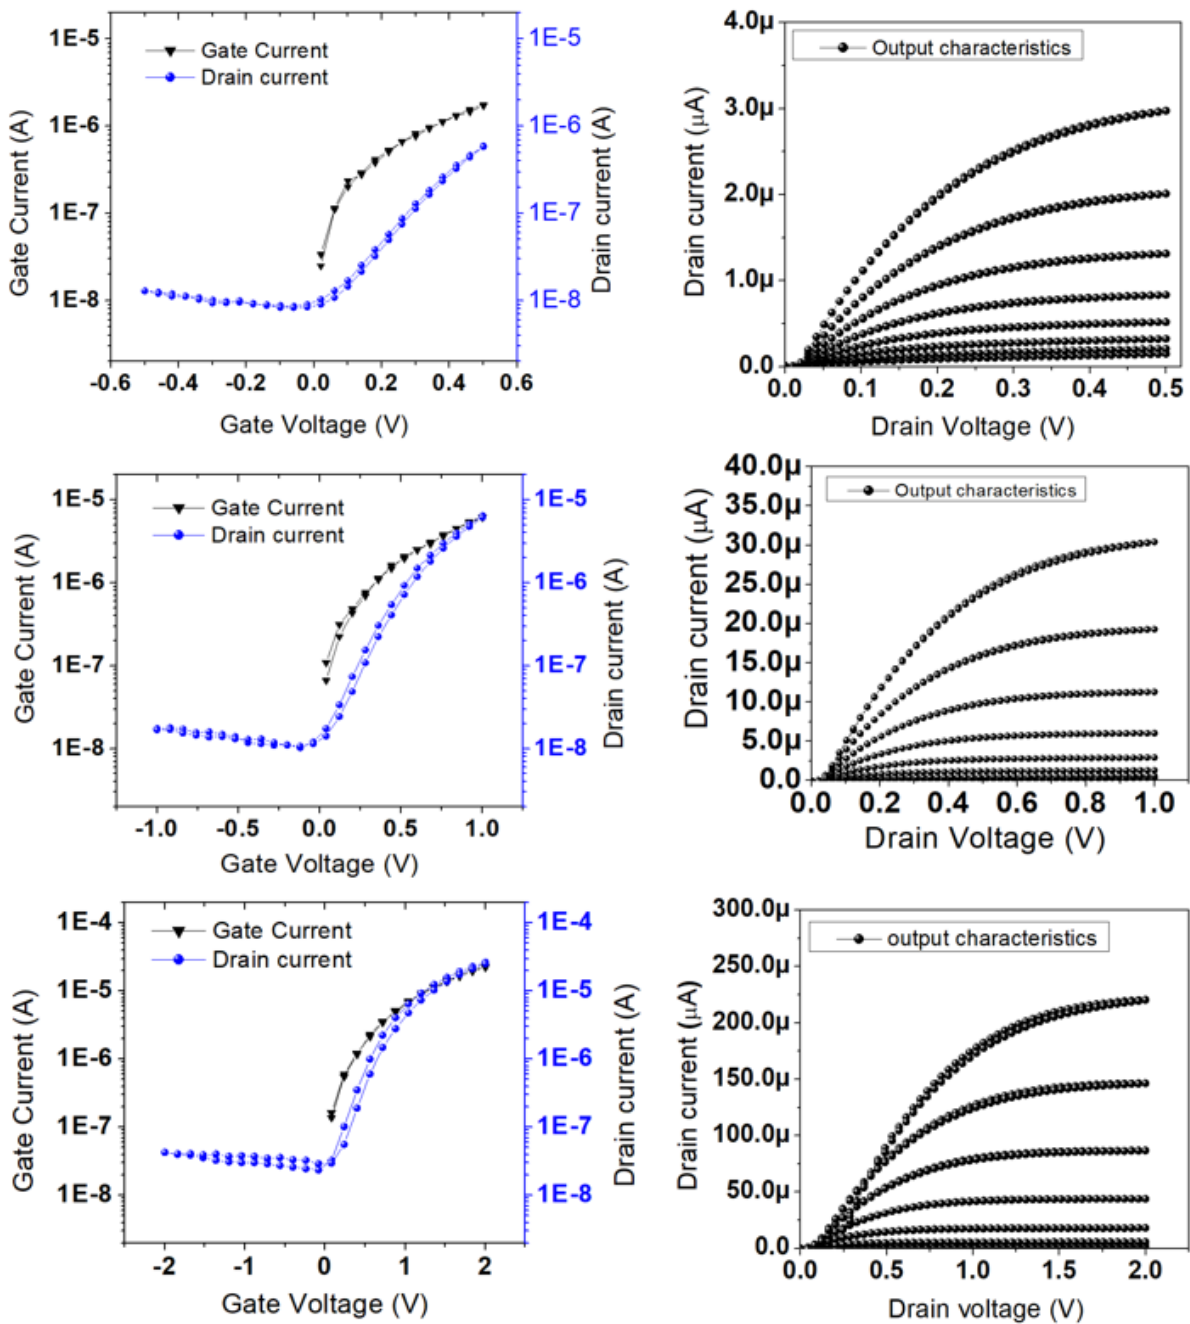 1E-5
1E-6
1E-7
1E-8
Gate Current (A)
Gate Current
Drain current
1E-5
1E-6
1E-7
1E-8
Drain current (A)
-0.6 -0.4 -0.2 0.0 0.2 0.4 0.6
Gate Voltage (V)
4.0µ
3.0µ
2.0µ
1.0µ
0.0
Drain current (µA)
Output characteristics
0.0 0.1 0.2 0.3 0.4 0.5
Drain Voltage (V)
1E-5
1E-6
1E-7
1E-8
Gate Current (A)
Gate Current
Drain current
1E-5
1E-6
1E-7
1E-8
Drain current (A)
-1.0 -0.5 0.0 0.5 1.0
Gate Voltage (V)
40.0µ
35.0µ
30.0µ
25.0µ
20.0µ
15.0µ
10.0µ
5.0µ
0.0
Drain current (µA)
Output characteristics
0.0 0.2 0.4 0.6 0.8 1.0
Drain Voltage (V)
1E-4
1E-5
1E-6
1E-7
1E-8
Gate Current (A)
Gate Current
Drain current
1E-4
1E-5
1E-6
1E-7
1E-8
Drain current (A)
-2 -1 0 1 2
Gate Voltage (V)
300.0µ
250.0µ
200.0µ
150.0µ
100.0µ
50.0µ
0.0
Drain current (µA)
output characteristics
0.0 0.5 1.0 1.5 2.0
Drain voltage (V)